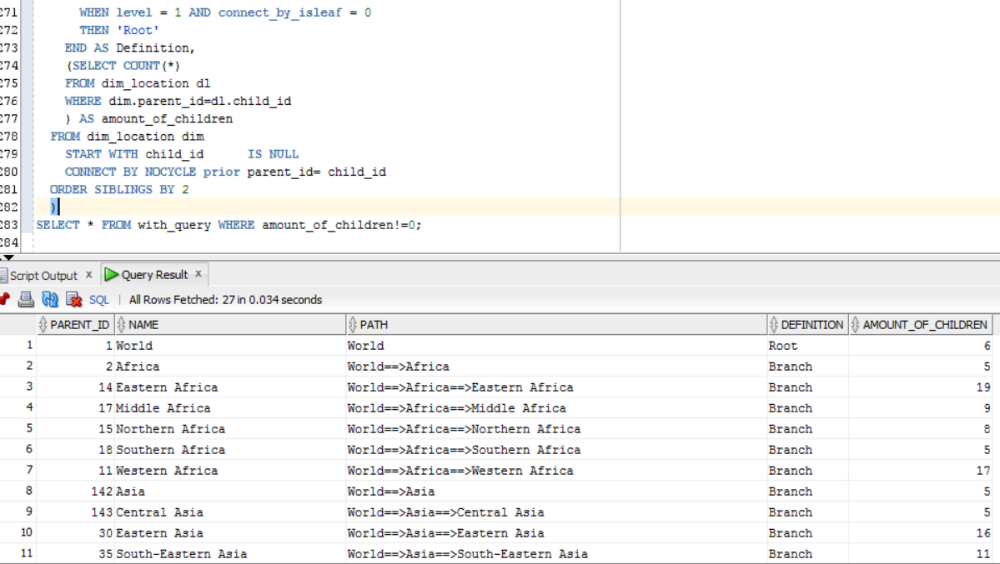 271 WHEN level = 1 AND connect_by_isleaf = 0
272 THEN 'Root'
273 END AS Definition,
274 (SELECT COUNT(*)
275 FROM dim_location dl
276 WHERE dim.parent_id=dl.child_id
277 ) AS amount_of_children
278 FROM dim_location dim
279 START WITH child_id IS NULL
280 CONNECT BY NOCYCLE prior parent_id= child_id
281 ORDER SIBLINGS BY 2
282 )
283 SELECT * FROM with_query WHERE amount_of_children!=0;
284
Script Output x Query Result x
SQL | All Rows Fetched: 27 in 0.034 seconds
PARENT_ID NAME PATH DEFINITION AMOUNT_OF_CHILDREN
1 1 World World Root 6
2 2 Africa World==>Africa Branch 5
3 14 Eastern Africa World==>Africa==>Eastern Africa Branch 19
4 17 Middle Africa World==>Africa==>Middle Africa Branch 9
5 15 Northern Africa World==>Africa==>Northern Africa Branch 8
6 18 Southern Africa World==>Africa==>Southern Africa Branch 5
7 11 Western Africa World==>Africa==>Western Africa Branch 17
8 142 Asia World==>Asia Branch 5
9 143 Central Asia World==>Asia==>Central Asia Branch 5
10 30 Eastern Asia World==>Asia==>Eastern Asia Branch 16
11 35 South-Eastern Asia World==>Asia==>South-Eastern Asia Branch 11